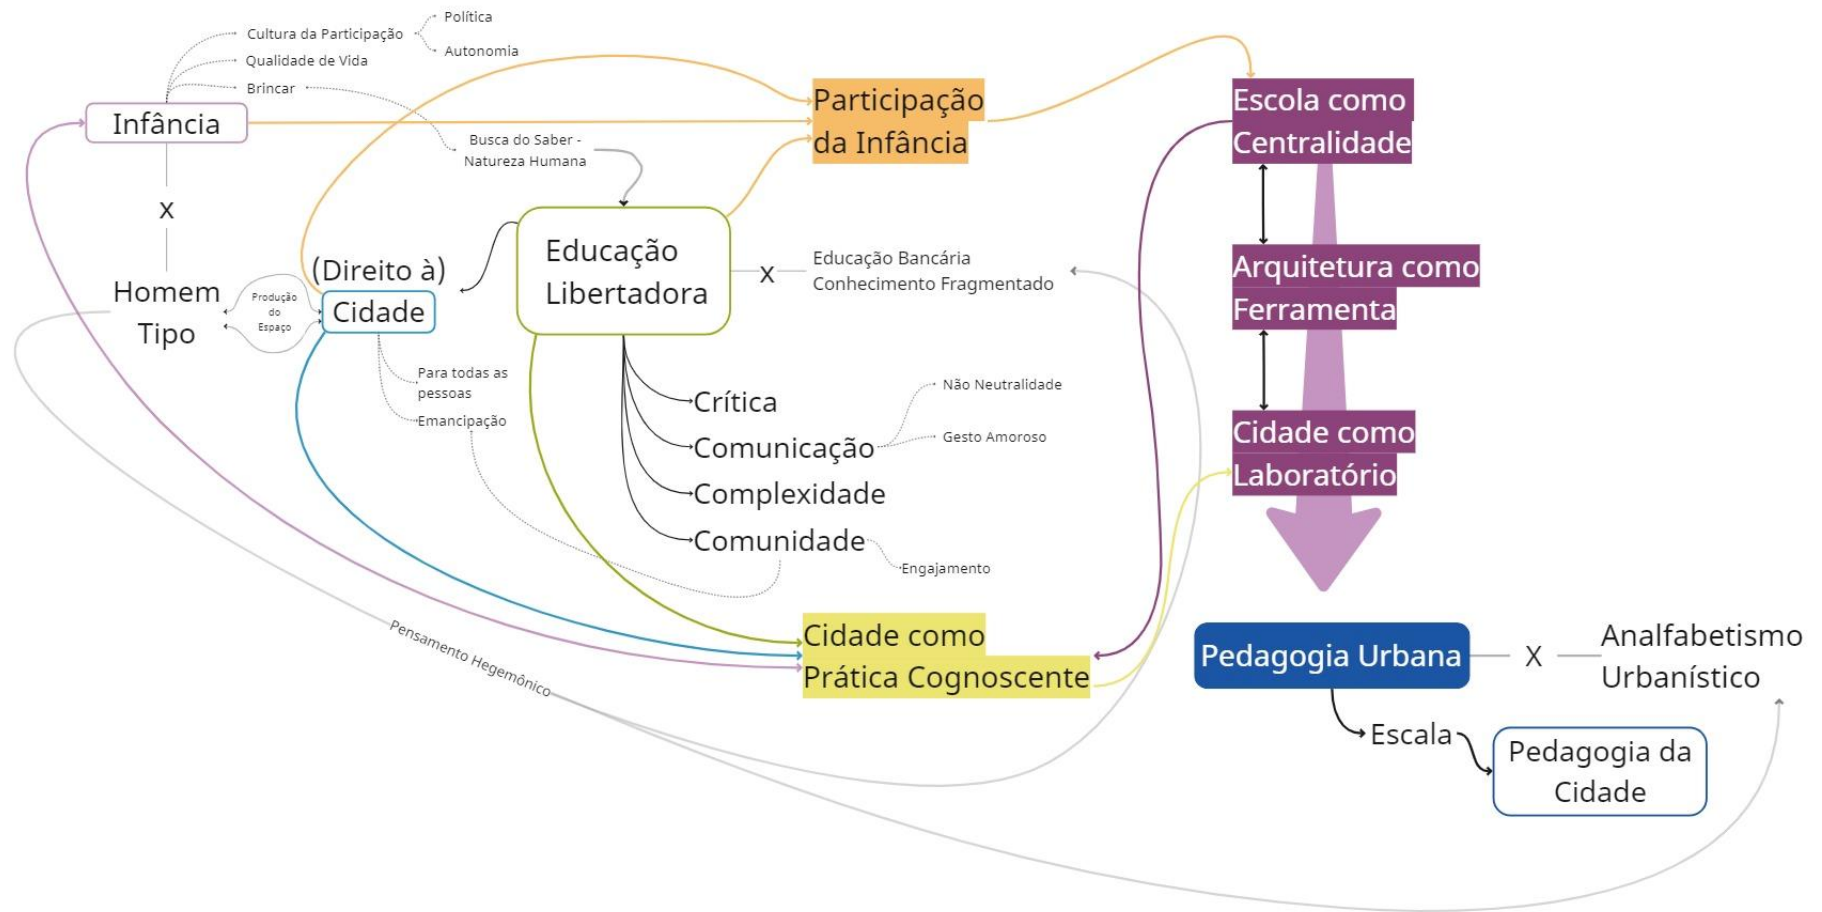 Política
Cultura da Participação
Autonomia
Qualidade de Vida
Brincar
Infância
Busca do Saber -
Natureza Humana
Participação
da Infância
Escola como
Centralidade
X
Homem
Tipo
Produção
do
Espaço
(Direito à)
Cidade
Educação
Libertadora
X
Educação Bancária
Conhecimento Fragmentado
Arquitetura como
Ferramenta
Para todas as
pessoas
Emancipação
Crítica
Comunicação
Complexidade
Comunidade
Não Neutralidade
Gesto Amoroso
Engajamento
Cidade como
Laboratório
Pensamento Hegemônico
Cidade como
Prática Cognoscente
Pedagogia Urbana
X
Analfabetismo
Urbanístico
Escala
Pedagogia da
Cidade